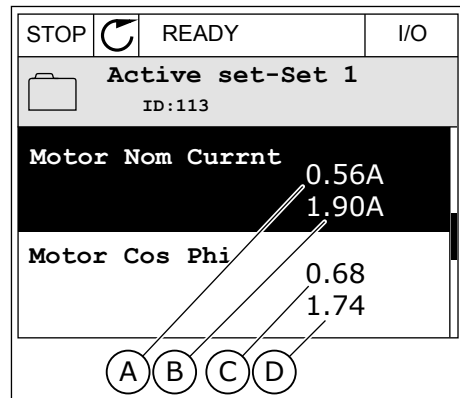 STOP READY I/O
Active set-Set 1
ID:113
Motor Nom Currnt
0.56A
1.90A
Motor Cos Phi
0.68
1.74
A B C D